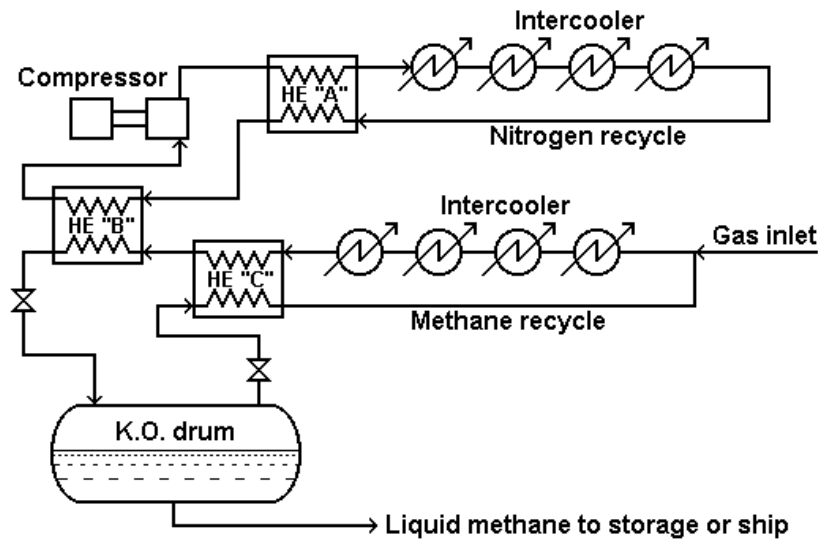 Intercooler
Compressor
HE "A"
Nitrogen recycle
Intercooler
HE "B"
Gas inlet
HE "C"
Methane recycle
K.O. drum
Liquid methane to storage or ship